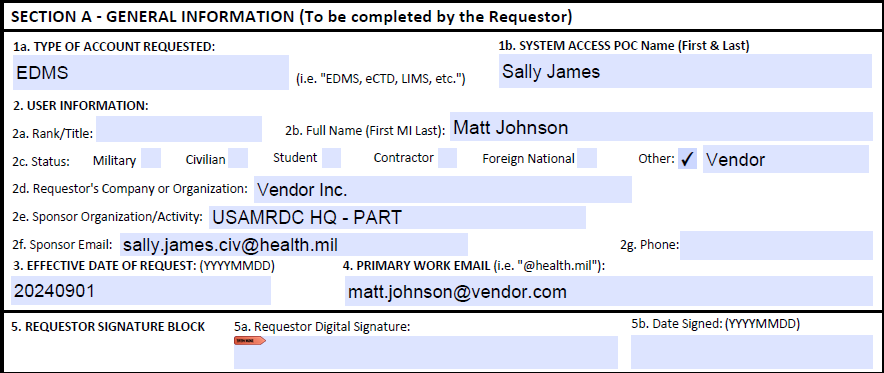 SECTION A - GENERAL INFORMATION (To be completed by the Requestor)
1a. TYPE OF ACCOUNT REQUESTED: 1b. SYSTEM ACCESS POC Name (First & Last)
EDMS (i.e. "EDMS, eCTD, LIMS, etc.") Sally James
2. USER INFORMATION:
2a. Rank/Title: 2b. Full Name (First MI Last): Matt Johnson
2c. Status: Military Civilian Student Contractor Foreign National Other: ✓ Vendor
2d. Requestor's Company or Organization: Vendor Inc.
2e. Sponsor Organization/Activity: USAMRDC HQ - PART
2f. Sponsor Email: sally.james.civ@health.mil 2g. Phone:
3. EFFECTIVE DATE OF REQUEST: (YYYYMMDD) 4. PRIMARY WORK EMAIL (i.e. "@health.mil"):
20240901 matt.johnson@vendor.com
5. REQUESTOR SIGNATURE BLOCK 5a. Requestor Digital Signature: 5b. Date Signed: (YYYYMMDD)